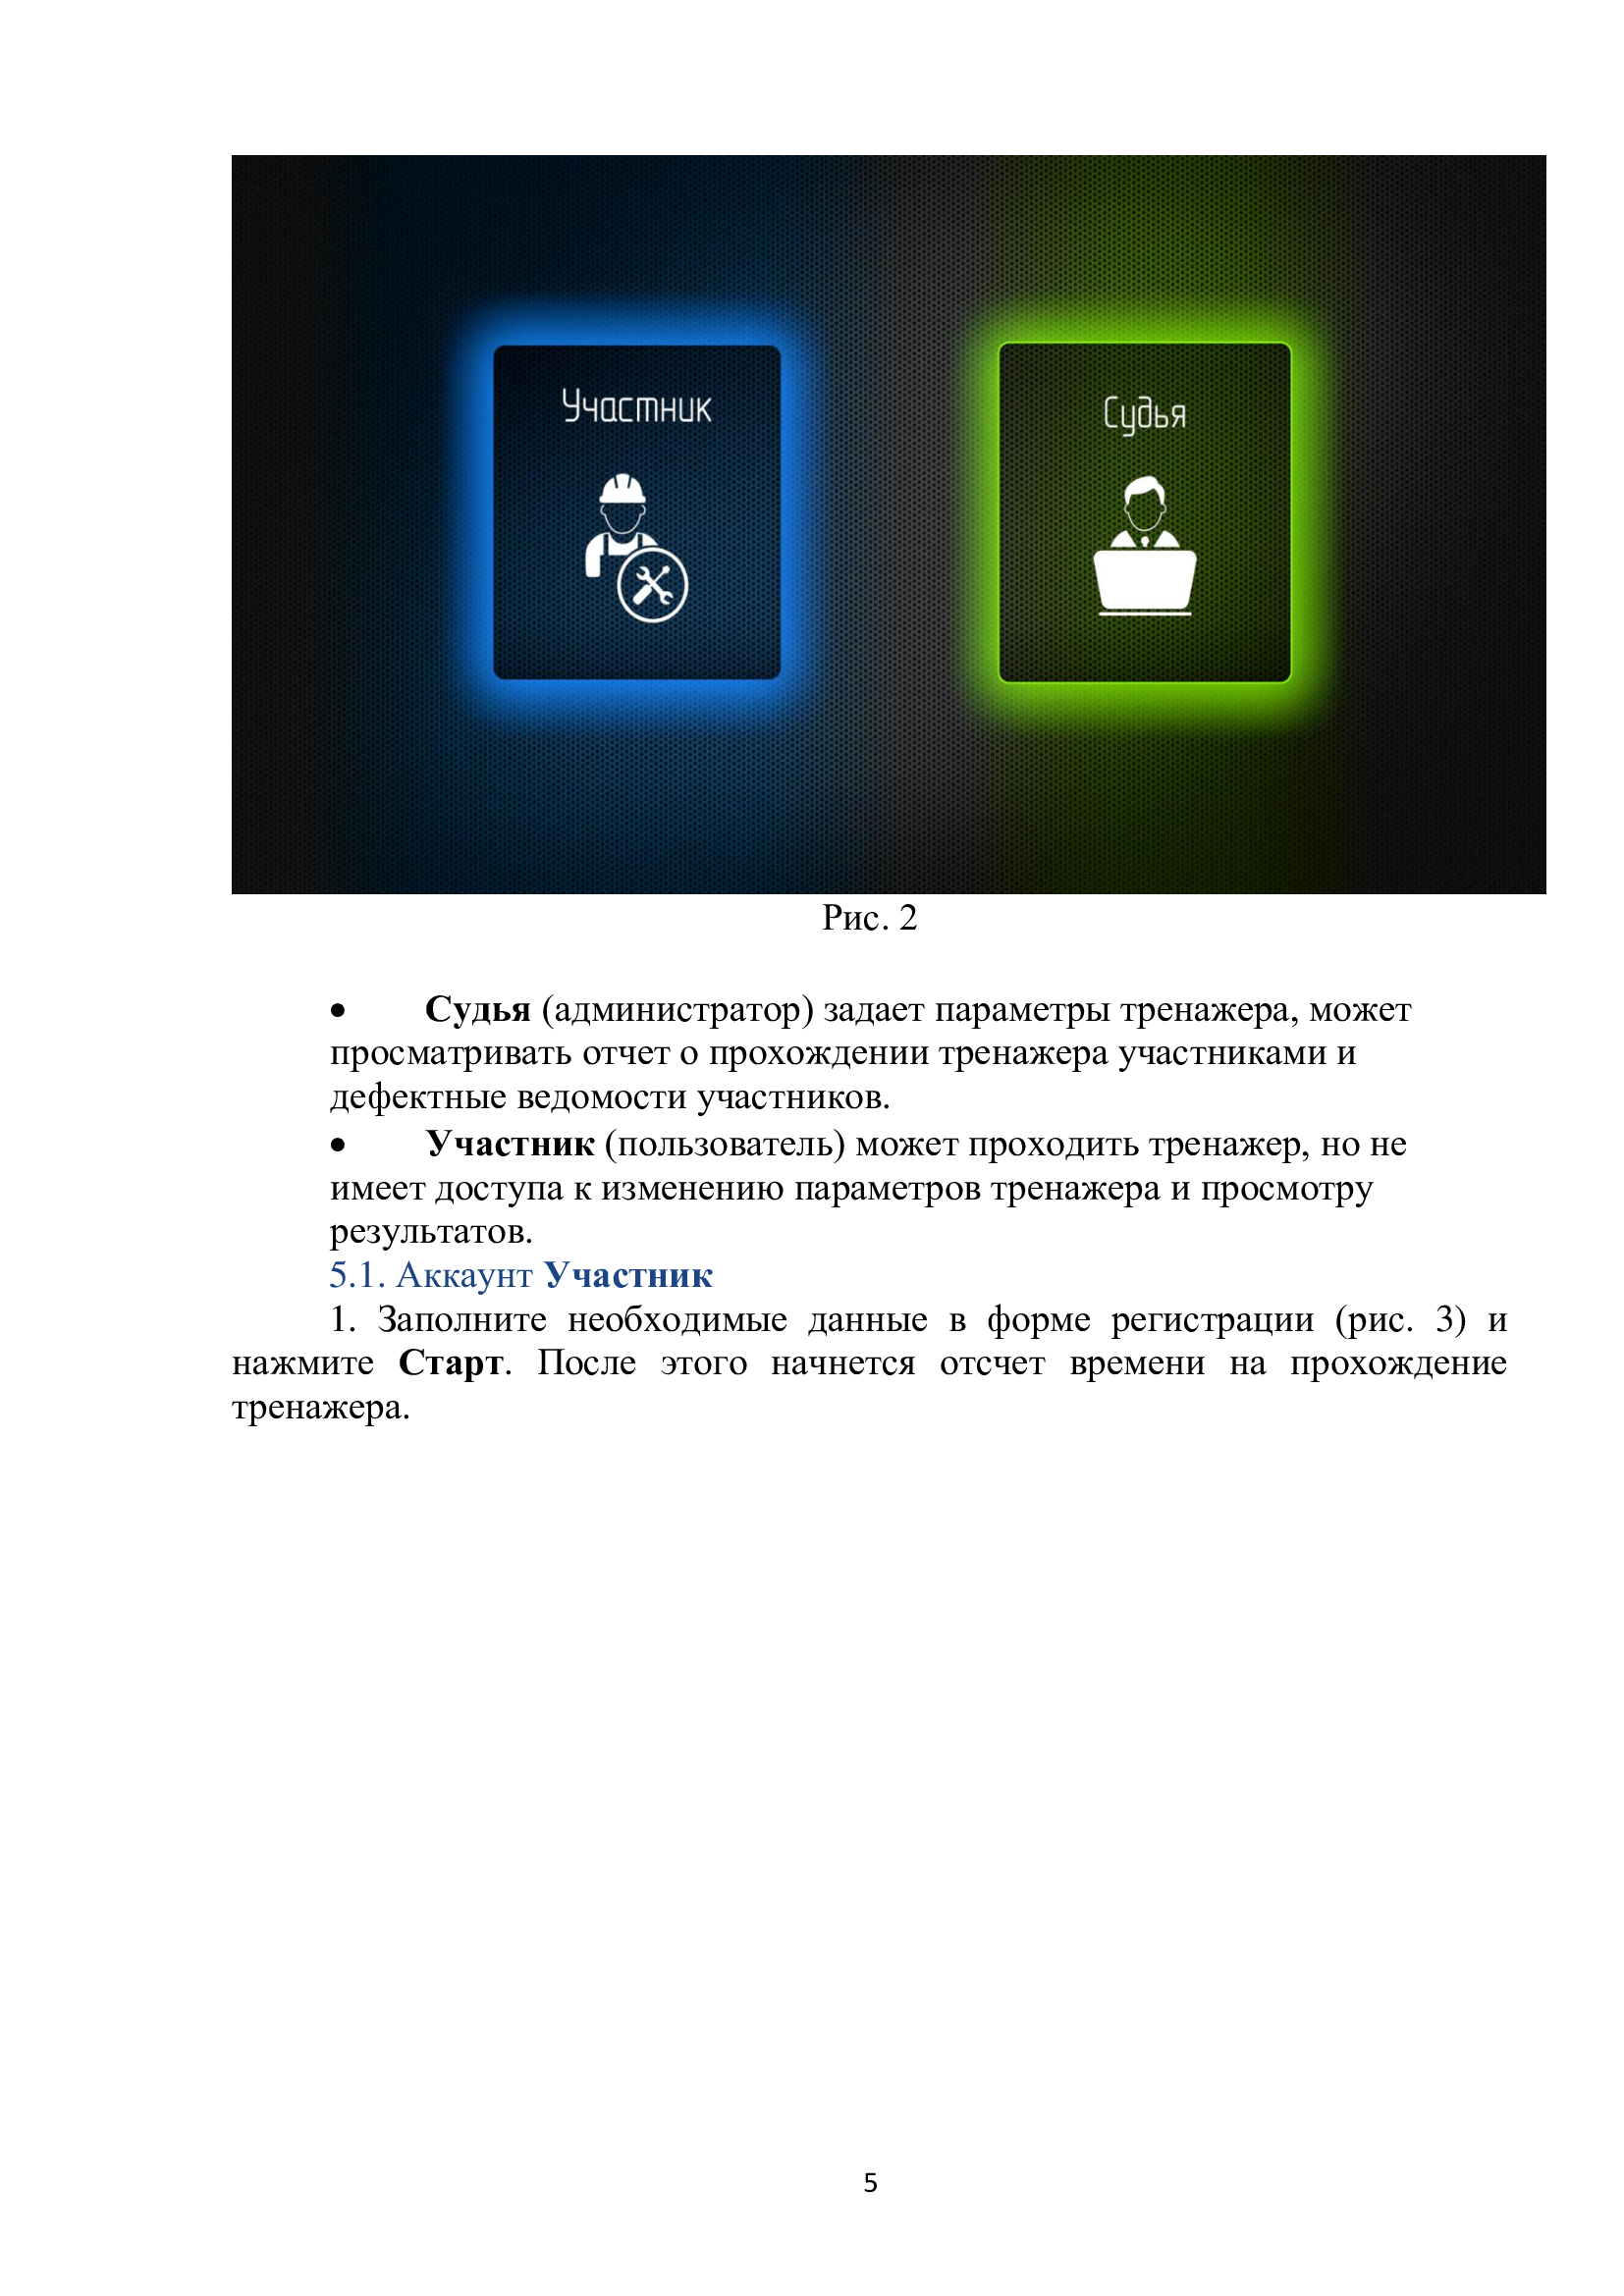 Участник
Судья
Рис. 2
• Судья (администратор) задает параметры тренажера, может
просматривать отчет о прохождении тренажера участниками и
дефектные ведомости участников.
• Участник (пользователь) может проходить тренажер, но не
имеет доступа к изменению параметров тренажера и просмотру
результатов.
5.1. Аккаунт Участник
1. Заполните необходимые данные в форме регистрации (рис. 3) и
нажмите Старт. После этого начнется отсчет времени на прохождение
тренажера.
5